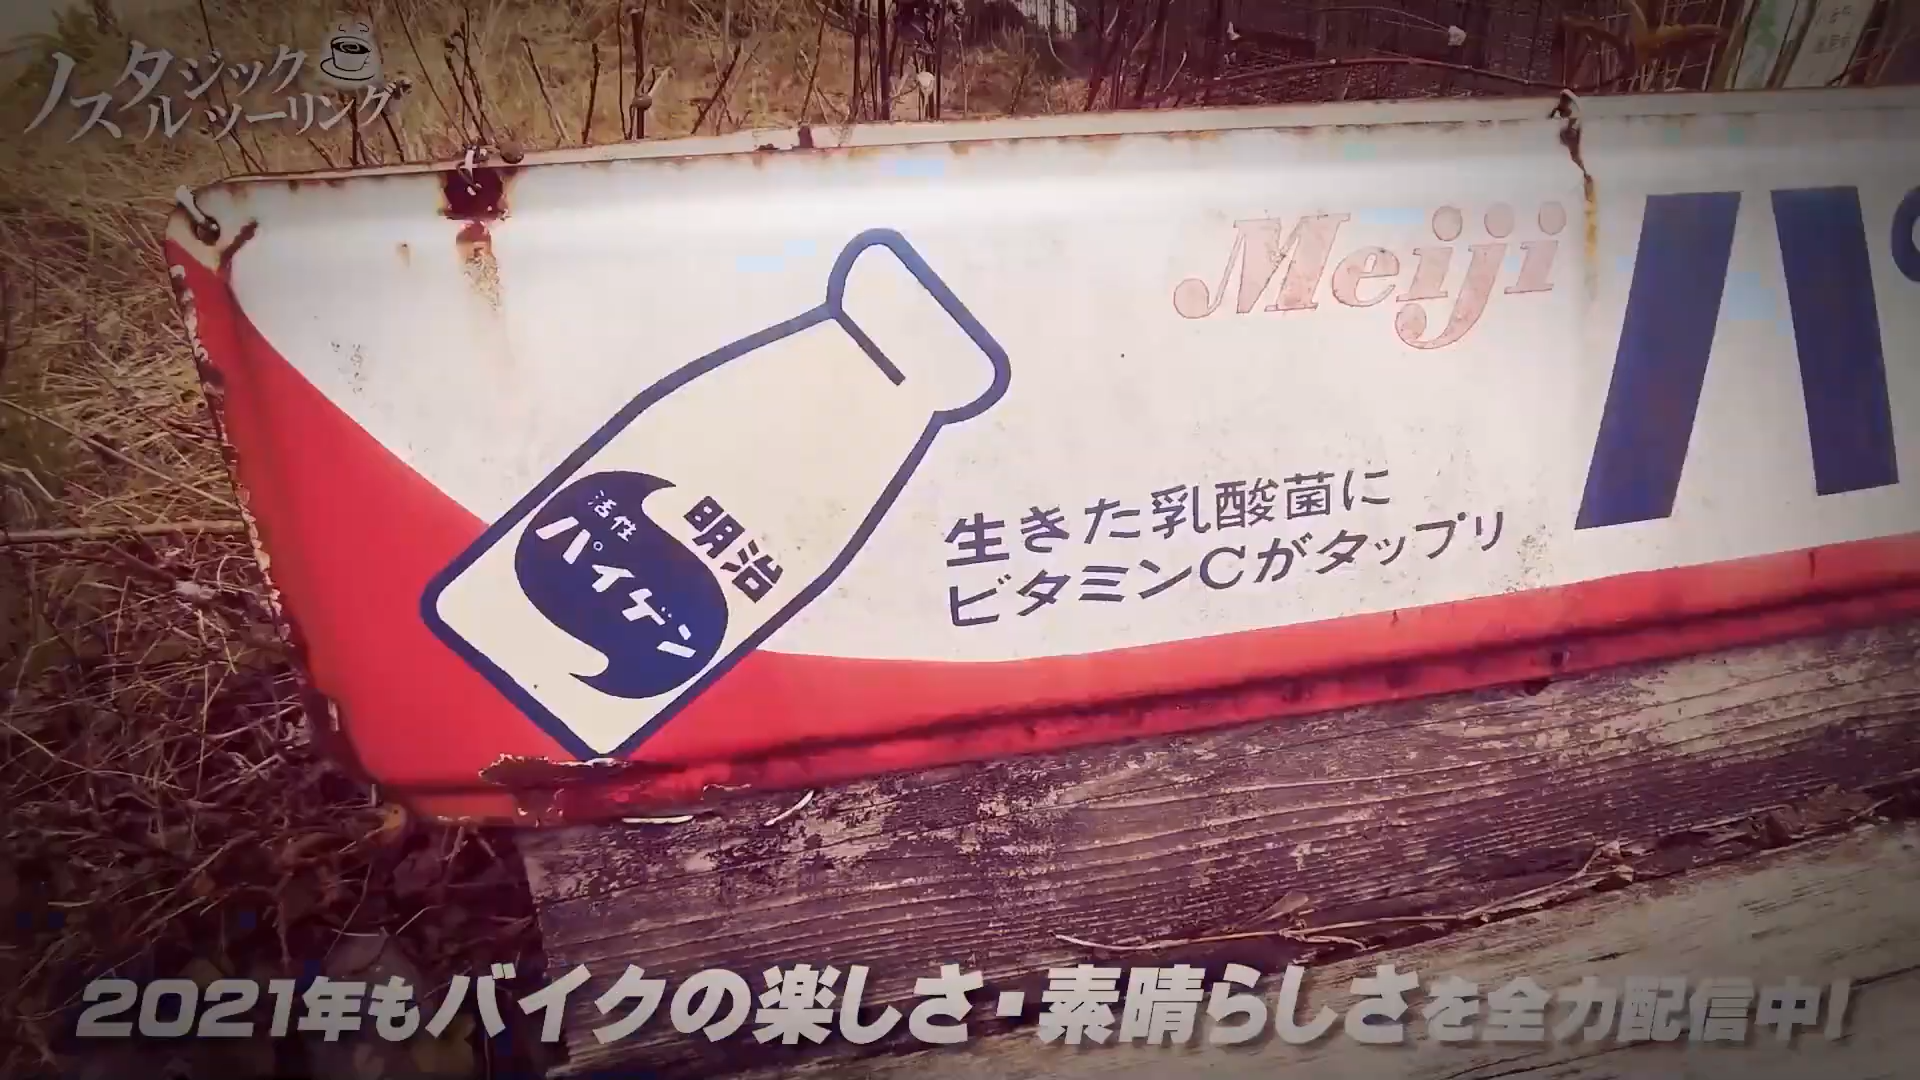 ノスタルジックツーリング
Meiji
パ
明治
活性
パイゲン
生きた乳酸菌に
ビタミンCがタップリ
2021年もバイクの楽しさ・素晴らしさを全力配信中!